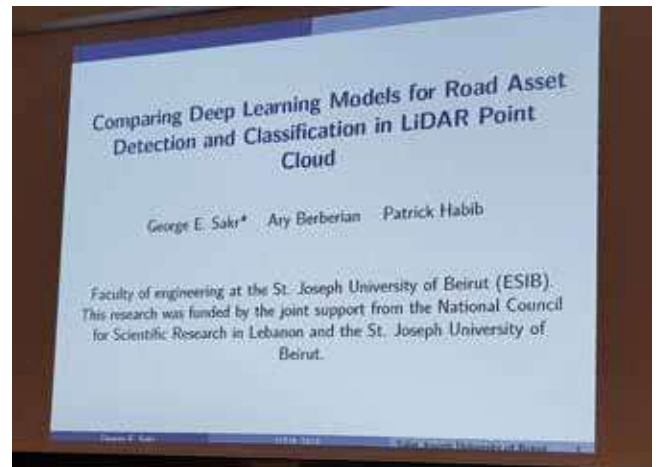 Comparing Deep Learning Models for Road Asset
Detection and Classification in LiDAR Point
Cloud
George E. Sakr* Ary Berberian Patrick Habib
Faculty of engineering at the St. Joseph University of Beirut (ESIB).
This research was funded by the joint support from the National Council
for Scientific Research in Lebanon and the St. Joseph University of
Beirut.
George E. Sakr